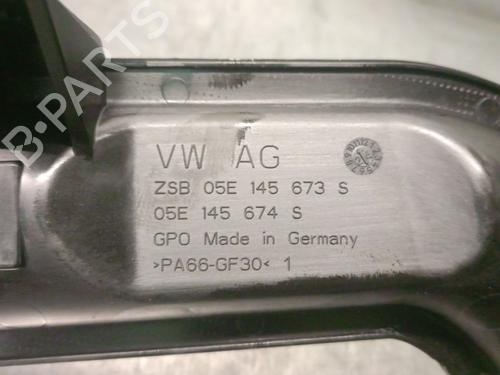 B-PARTS
VW AG
ZSB 05E 145 673 S
05E 145 674 S
GPO Made in Germany
>PA66-GF30< 1